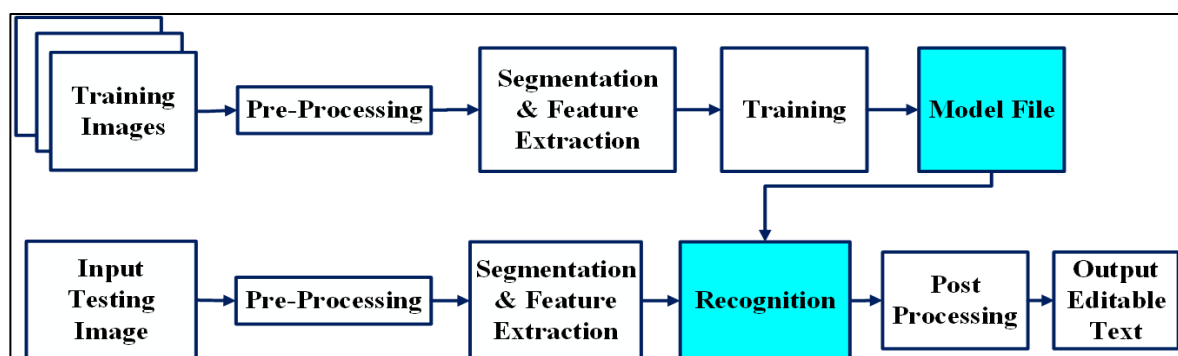 Training
Images
Pre-Processing
Segmentation
& Feature
Extraction
Training
Model File
Input
Testing
Image
Pre-Processing
Segmentation
& Feature
Extraction
Recognition
Post
Processing
Output
Editable
Text